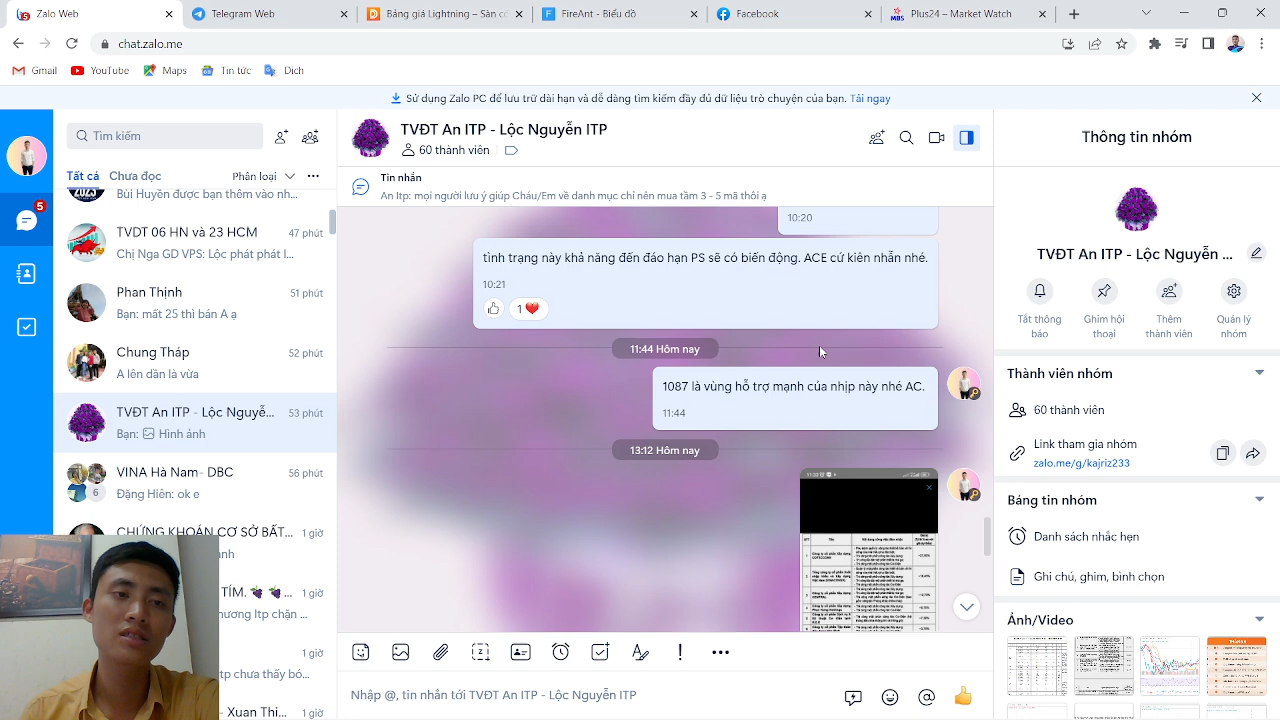 Zalo Web
Telegram Web
Bảng giá Lightning
FireAnt - Biểu đồ
Facebook
Plus24 – Market Watch
chat.zalo.me
Gmail
YouTube
Maps
Tin tức
Dịch
Sử dụng Zalo PC để lưu trữ dài hạn và dễ dàng tìm kiếm đầy đủ dữ liệu trò chuyện của bạn. Tải ngay
Tìm kiếm
Tất cả
Chưa đọc
Phân loại
Bùi Huyền được bạn thêm vào nh...
5
TVDT 06 HN và 23 HCM
47 phút
Chị Nga GD VPS: Lộc phát phát l...
Phan Thịnh
51 phút
Bạn: mất 25 thì bán A ạ
Chung Tháp
52 phút
A lên dần là vừa
TVĐT An ITP - Lộc Nguyễ...
53 phút
Bạn: Hình ảnh
VINA Hà Nam- DBC
56 phút
Đặng Hiên: ok e
6
CHỨNG KHOÁN CƠ SỞ BẤT...
1 giờ
TÍM.
1 giờ
1 giờ
tp chưa thấy bó...
1 giờ
TVĐT An ITP - Lộc Nguyễn ITP
60 thành viên
Tin nhắn
An Itp: mọi người lưu ý giúp Cháu/Em về danh mục chỉ nên mua tầm 3 - 5 mã thôi ạ
10:20
tình trạng này khả năng đến đáo hạn PS sẽ có biến động. ACE cứ kiên nhẫn nhé.
10:21
1
11:44 Hôm nay
1087 là vùng hỗ trợ mạnh của nhịp này nhé AC.
11:44
13:12 Hôm nay
Nhập @, tin nhắn tới TVĐT An ITP - Lộc Nguyễn ITP
Thông tin nhóm
TVĐT An ITP - Lộc Nguyễn ...
Tắt thông báo
Ghim hội thoại
Thêm thành viên
Quản lý nhóm
Thành viên nhóm
60 thành viên
Link tham gia nhóm
zalo.me/g/kajriz233
Bảng tin nhóm
Danh sách nhắc hẹn
Ghi chú, ghim, bình chọn
Ảnh/Video